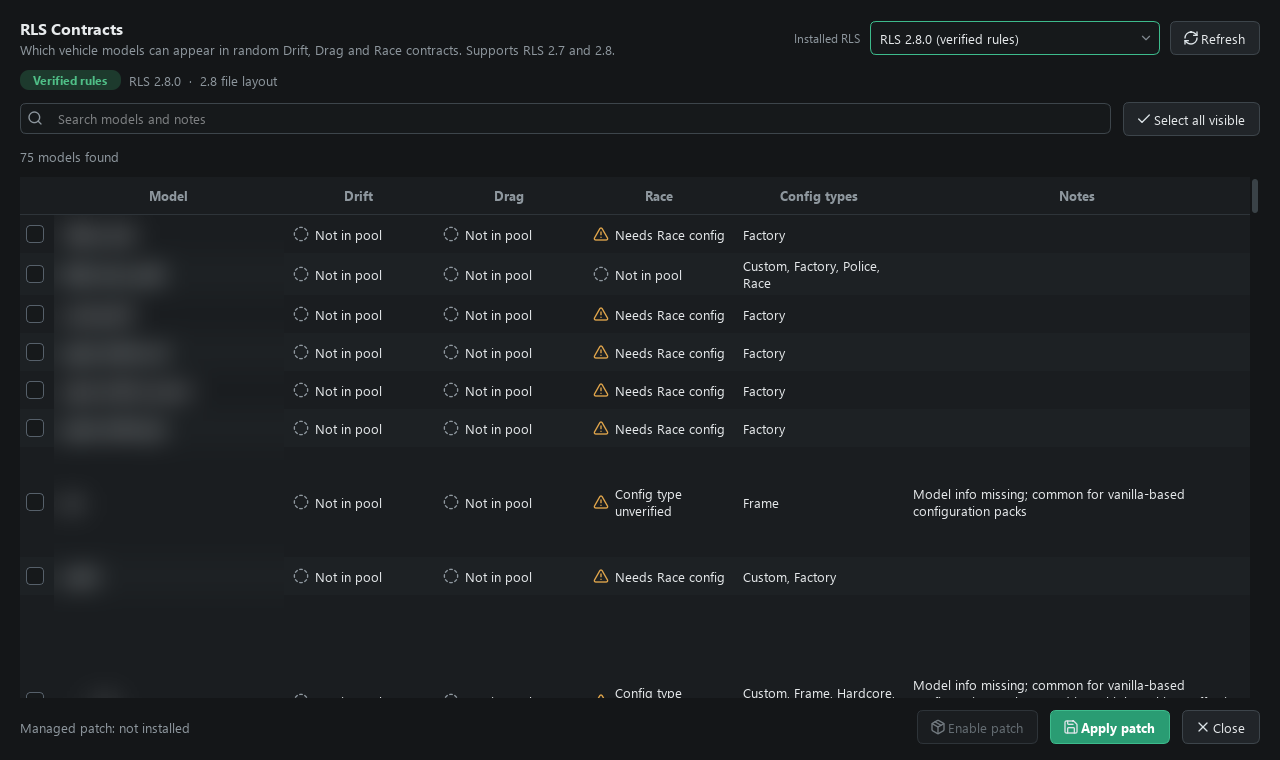 RLS Contracts
Which vehicle models can appear in random Drift, Drag and Race contracts. Supports RLS 2.7 and 2.8.
Installed RLS
RLS 2.8.0 (verified rules)
Refresh
Verified rules
RLS 2.8.0 · 2.8 file layout
Search models and notes
Select all visible
75 models found
Model Drift Drag Race Config types Notes
Not in pool Not in pool Needs Race config Factory
Not in pool Not in pool Not in pool Custom, Factory, Police,
Race
Not in pool Not in pool Needs Race config Factory
Not in pool Not in pool Needs Race config Factory
Not in pool Not in pool Needs Race config Factory
Not in pool Not in pool Needs Race config Factory
Not in pool Not in pool Config type
unverified
Frame
Model info missing; common for vanilla-based
configuration packs
Not in pool Not in pool Needs Race config Custom, Factory
Config type
Custom, Frame, Hardcore,
Model info missing; common for vanilla-based
Managed patch: not installed
Enable patch
Apply patch
Close